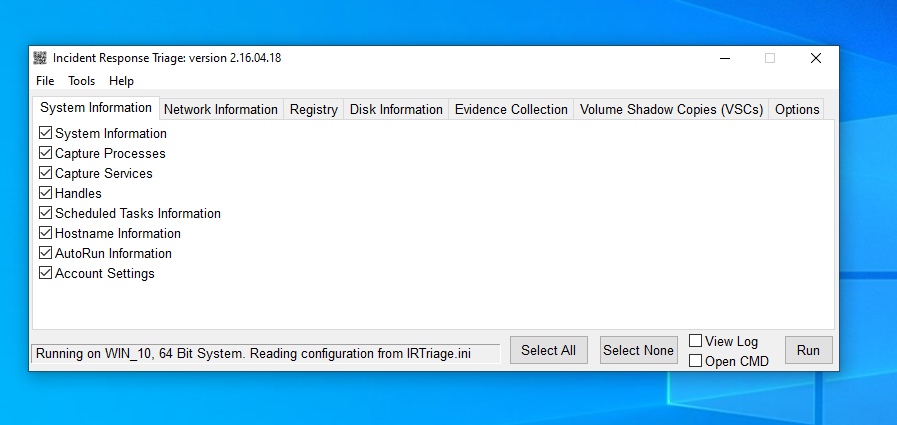 Incident Response Triage: version 2.16.04.18
File Tools Help
System Information Network Information Registry Disk Information Evidence Collection Volume Shadow Copies (VSCs) Options
System Information
Capture Processes
Capture Services
Handles
Scheduled Tasks Information
Hostname Information
AutoRun Information
Account Settings
Running on WIN_10, 64 Bit System. Reading configuration from IRTriage.ini
Select All
Select None
View Log
Open CMD
Run